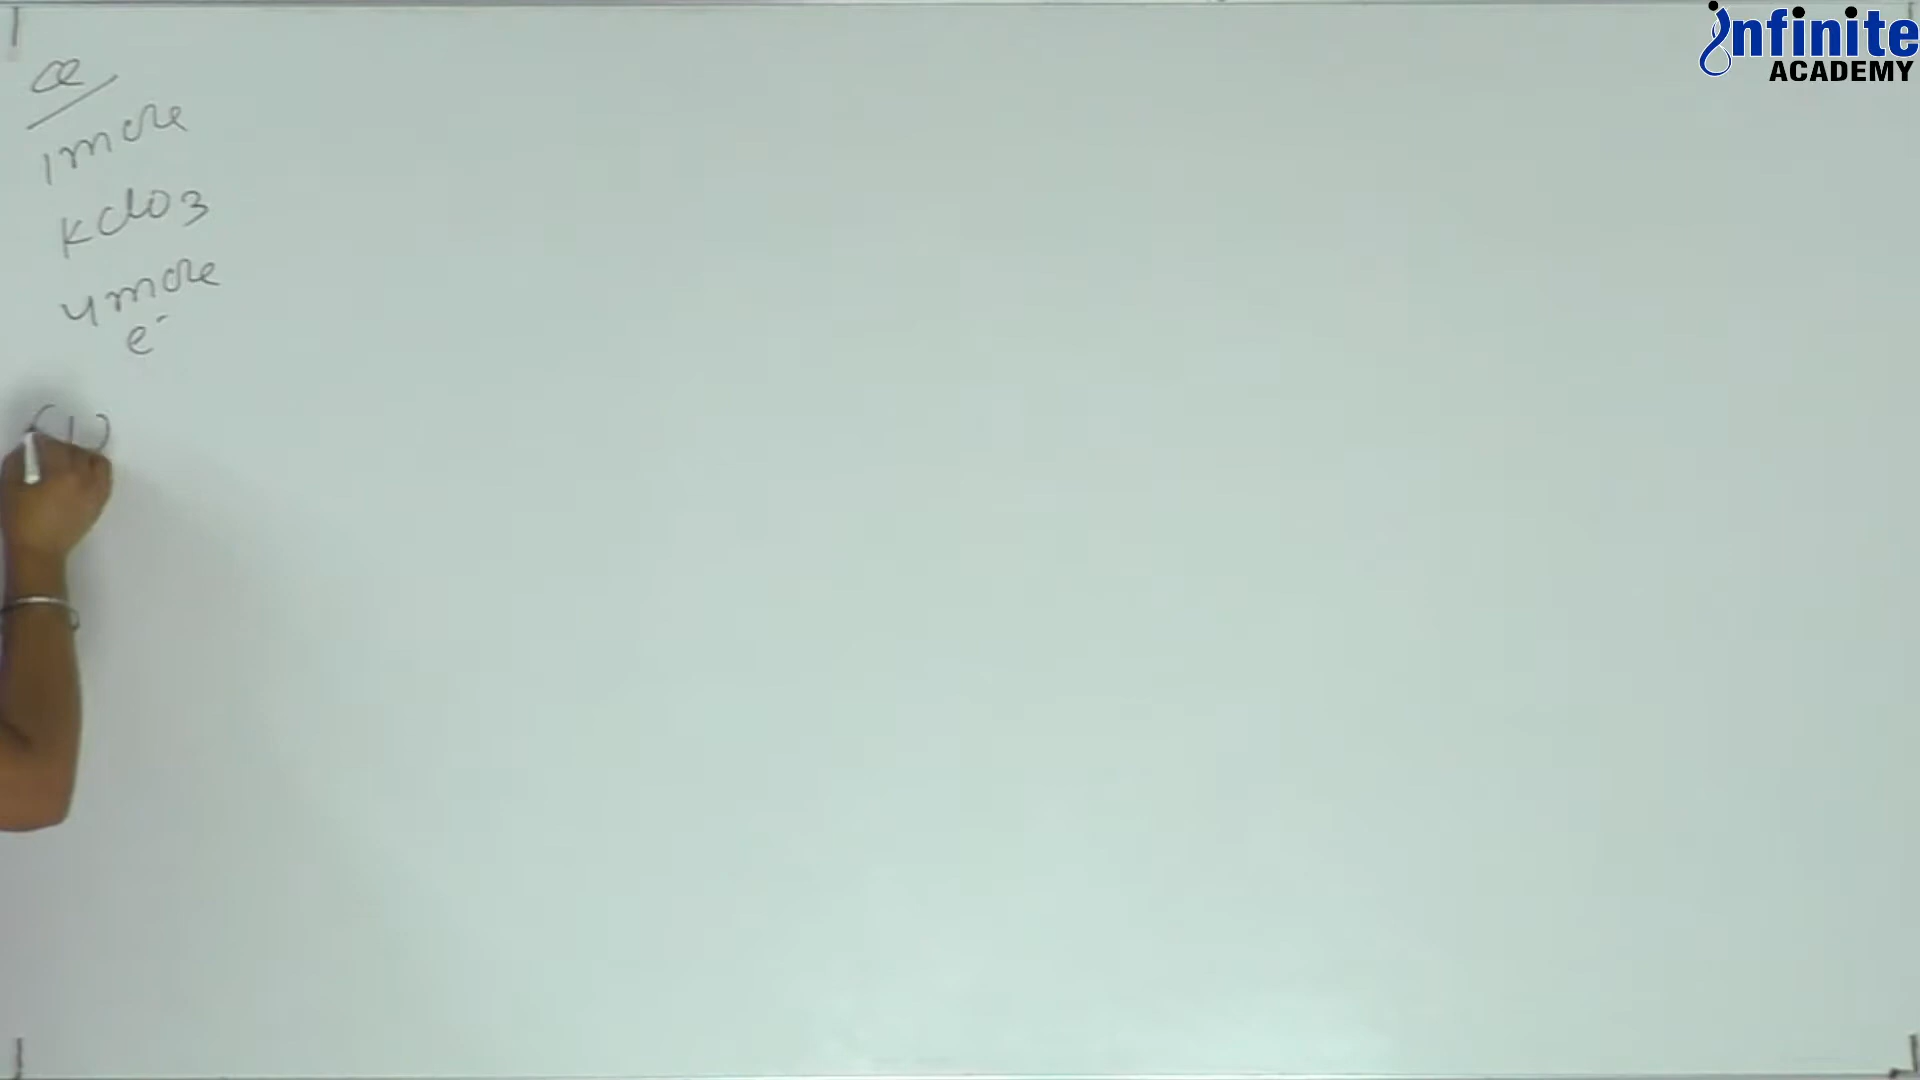 Q
1 mole
KClO3
4 mole
e-
(1)
infinite
ACADEMY